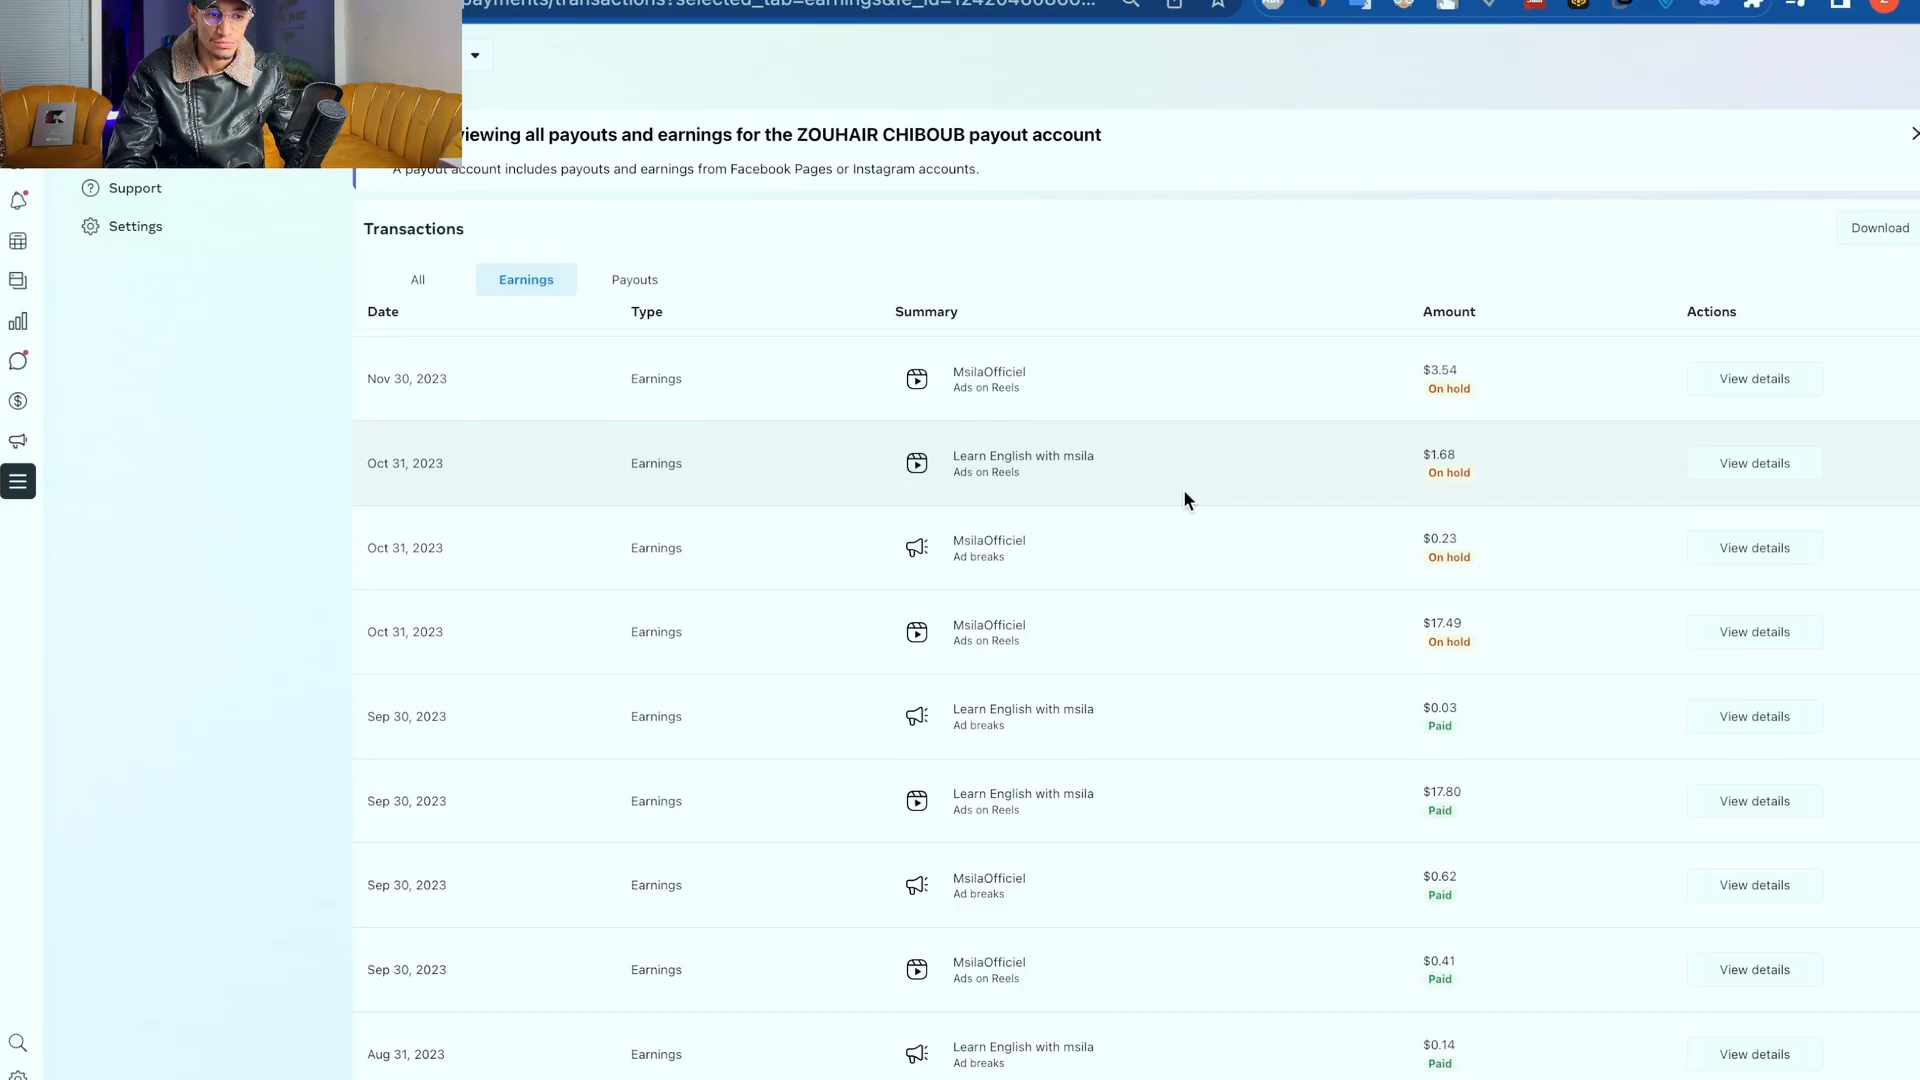 payments/transactions?selected_tab=earnings&fe_id=12420460866...
viewing all payouts and earnings for the ZOUHAIR CHIBOUB payout account
A payout account includes payouts and earnings from Facebook Pages or Instagram accounts.
Support
Settings
Transactions
Download
All
Earnings
Payouts
Date Type Summary Amount Actions
Nov 30, 2023 Earnings MsilaOfficiel $3.54 View details
Ads on Reels On hold
Oct 31, 2023 Earnings Learn English with msila $1.68 View details
Ads on Reels On hold
Oct 31, 2023 Earnings MsilaOfficiel $0.23 View details
Ad breaks On hold
Oct 31, 2023 Earnings MsilaOfficiel $17.49 View details
Ads on Reels On hold
Sep 30, 2023 Earnings Learn English with msila $0.03 View details
Ad breaks Paid
Sep 30, 2023 Earnings Learn English with msila $17.80 View details
Ads on Reels Paid
Sep 30, 2023 Earnings MsilaOfficiel $0.62 View details
Ad breaks Paid
Sep 30, 2023 Earnings MsilaOfficiel $0.41 View details
Ads on Reels Paid
Aug 31, 2023 Earnings Learn English with msila $0.14 View details
Ad breaks Paid